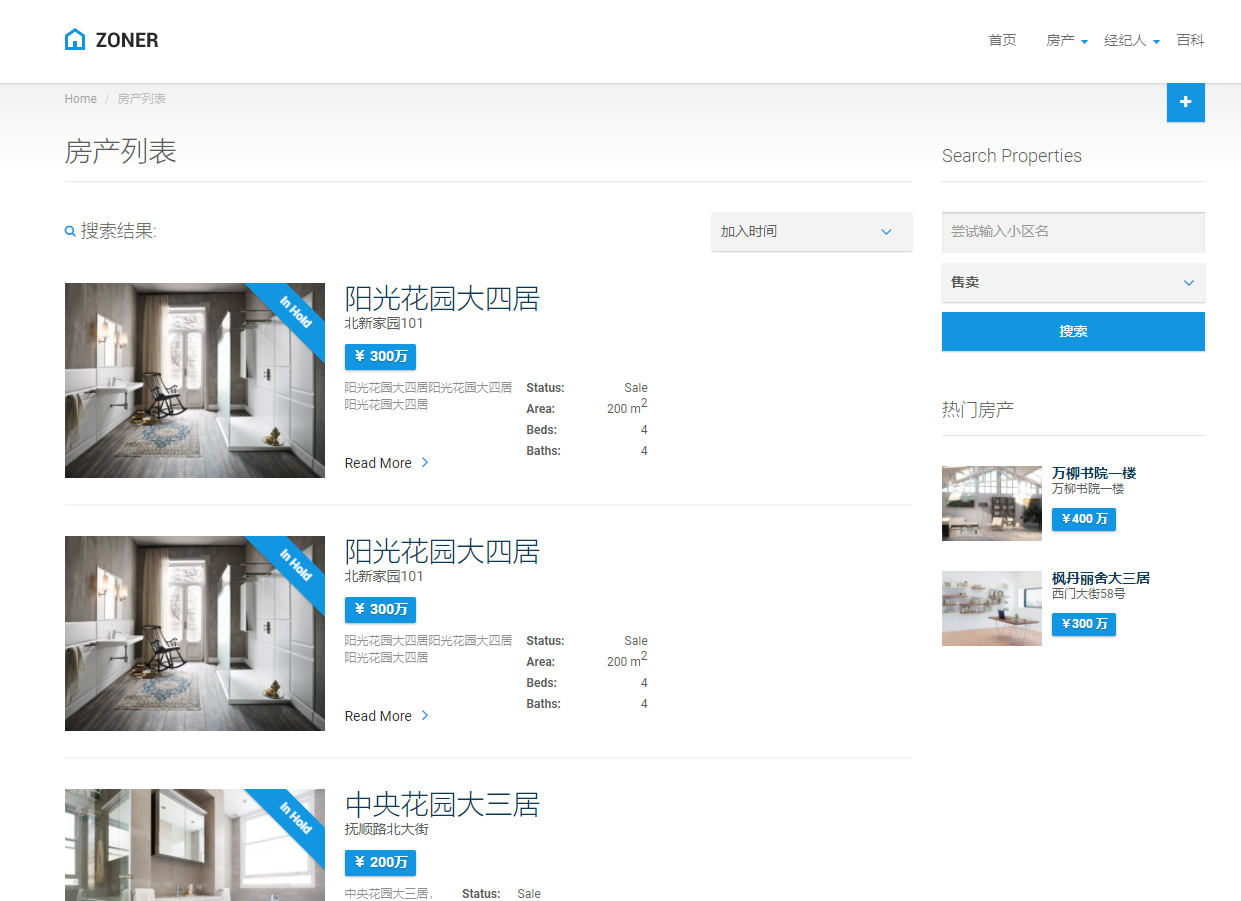 ZONER
首页 房产 经纪人 百科
Home / 房产列表
+
房产列表
搜索结果:
加入时间
In Hold
阳光花园大四居
北新家园101
¥ 300万
阳光花园大四居阳光花园大四居
阳光花园大四居
Status: Sale
Area: 200 m2
Beds: 4
Baths: 4
Read More
In Hold
阳光花园大四居
北新家园101
¥ 300万
阳光花园大四居阳光花园大四居
阳光花园大四居
Status: Sale
Area: 200 m2
Beds: 4
Baths: 4
Read More
In Hold
中央花园大三居
抚顺路北大街
¥ 200万
中央花园大三居,
Status: Sale
Search Properties
尝试输入小区名
售卖
搜索
热门房产
万柳书院一楼
万柳书院一楼
¥400 万
枫丹丽舍大三居
西门大街58号
¥300 万